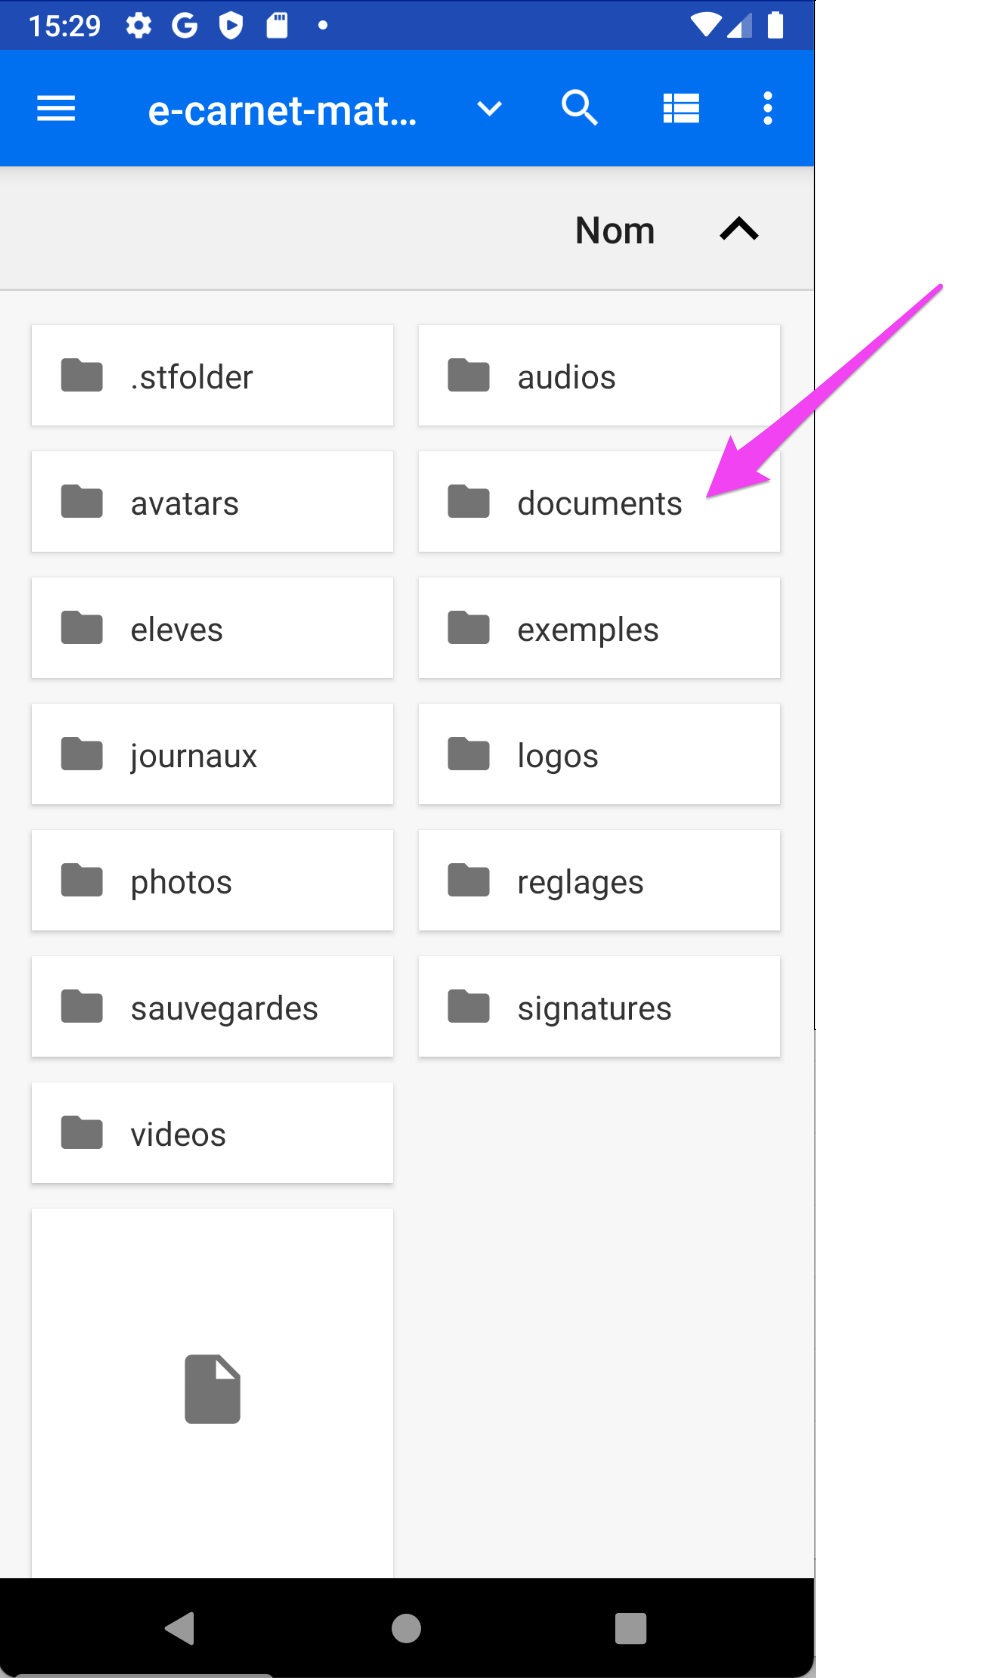 15:29
e-carnet-mat...
Nom
.stfolder
audios
avatars
documents
eleves
exemples
journaux
logos
photos
reglages
sauvegardes
signatures
videos